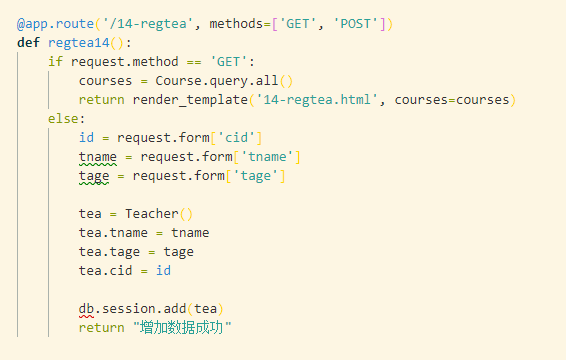 @app.route('/14-regtea', methods=['GET', 'POST'])
def regtea14():
    if request.method == 'GET':
        courses = Course.query.all()
        return render_template('14-regtea.html', courses=courses)
    else:
        id = request.form['cid']
        tname = request.form['tname']
        tage = request.form['tage']

        tea = Teacher()
        tea.tname = tname
        tea.tage = tage
        tea.cid = id

        db.session.add(tea)
        return "增加数据成功"